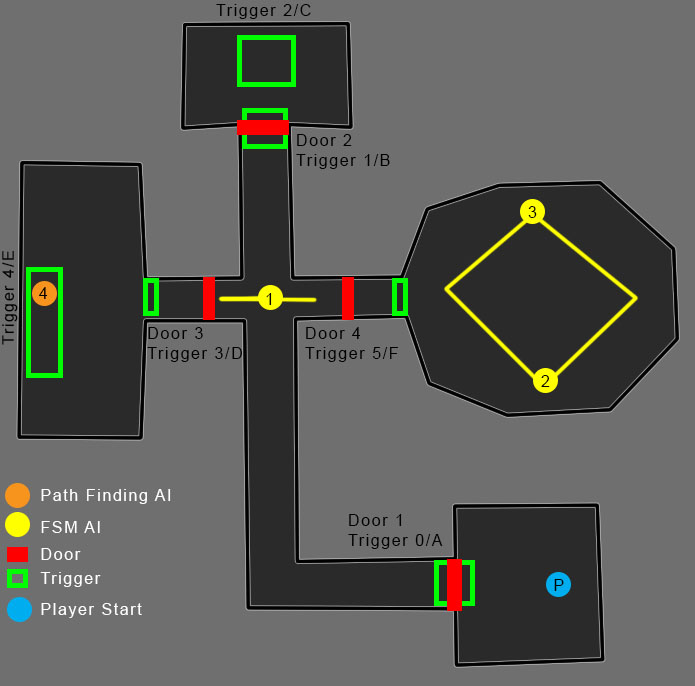 Trigger 2/C
Door 2
Trigger 1/B
3
Trigger 4/E
4
1
Door 3
Trigger 3/D
Door 4
Trigger 5/F
2
Path Finding AI
FSM AI
Door
Trigger
Player Start
Door 1
Trigger 0/A
P